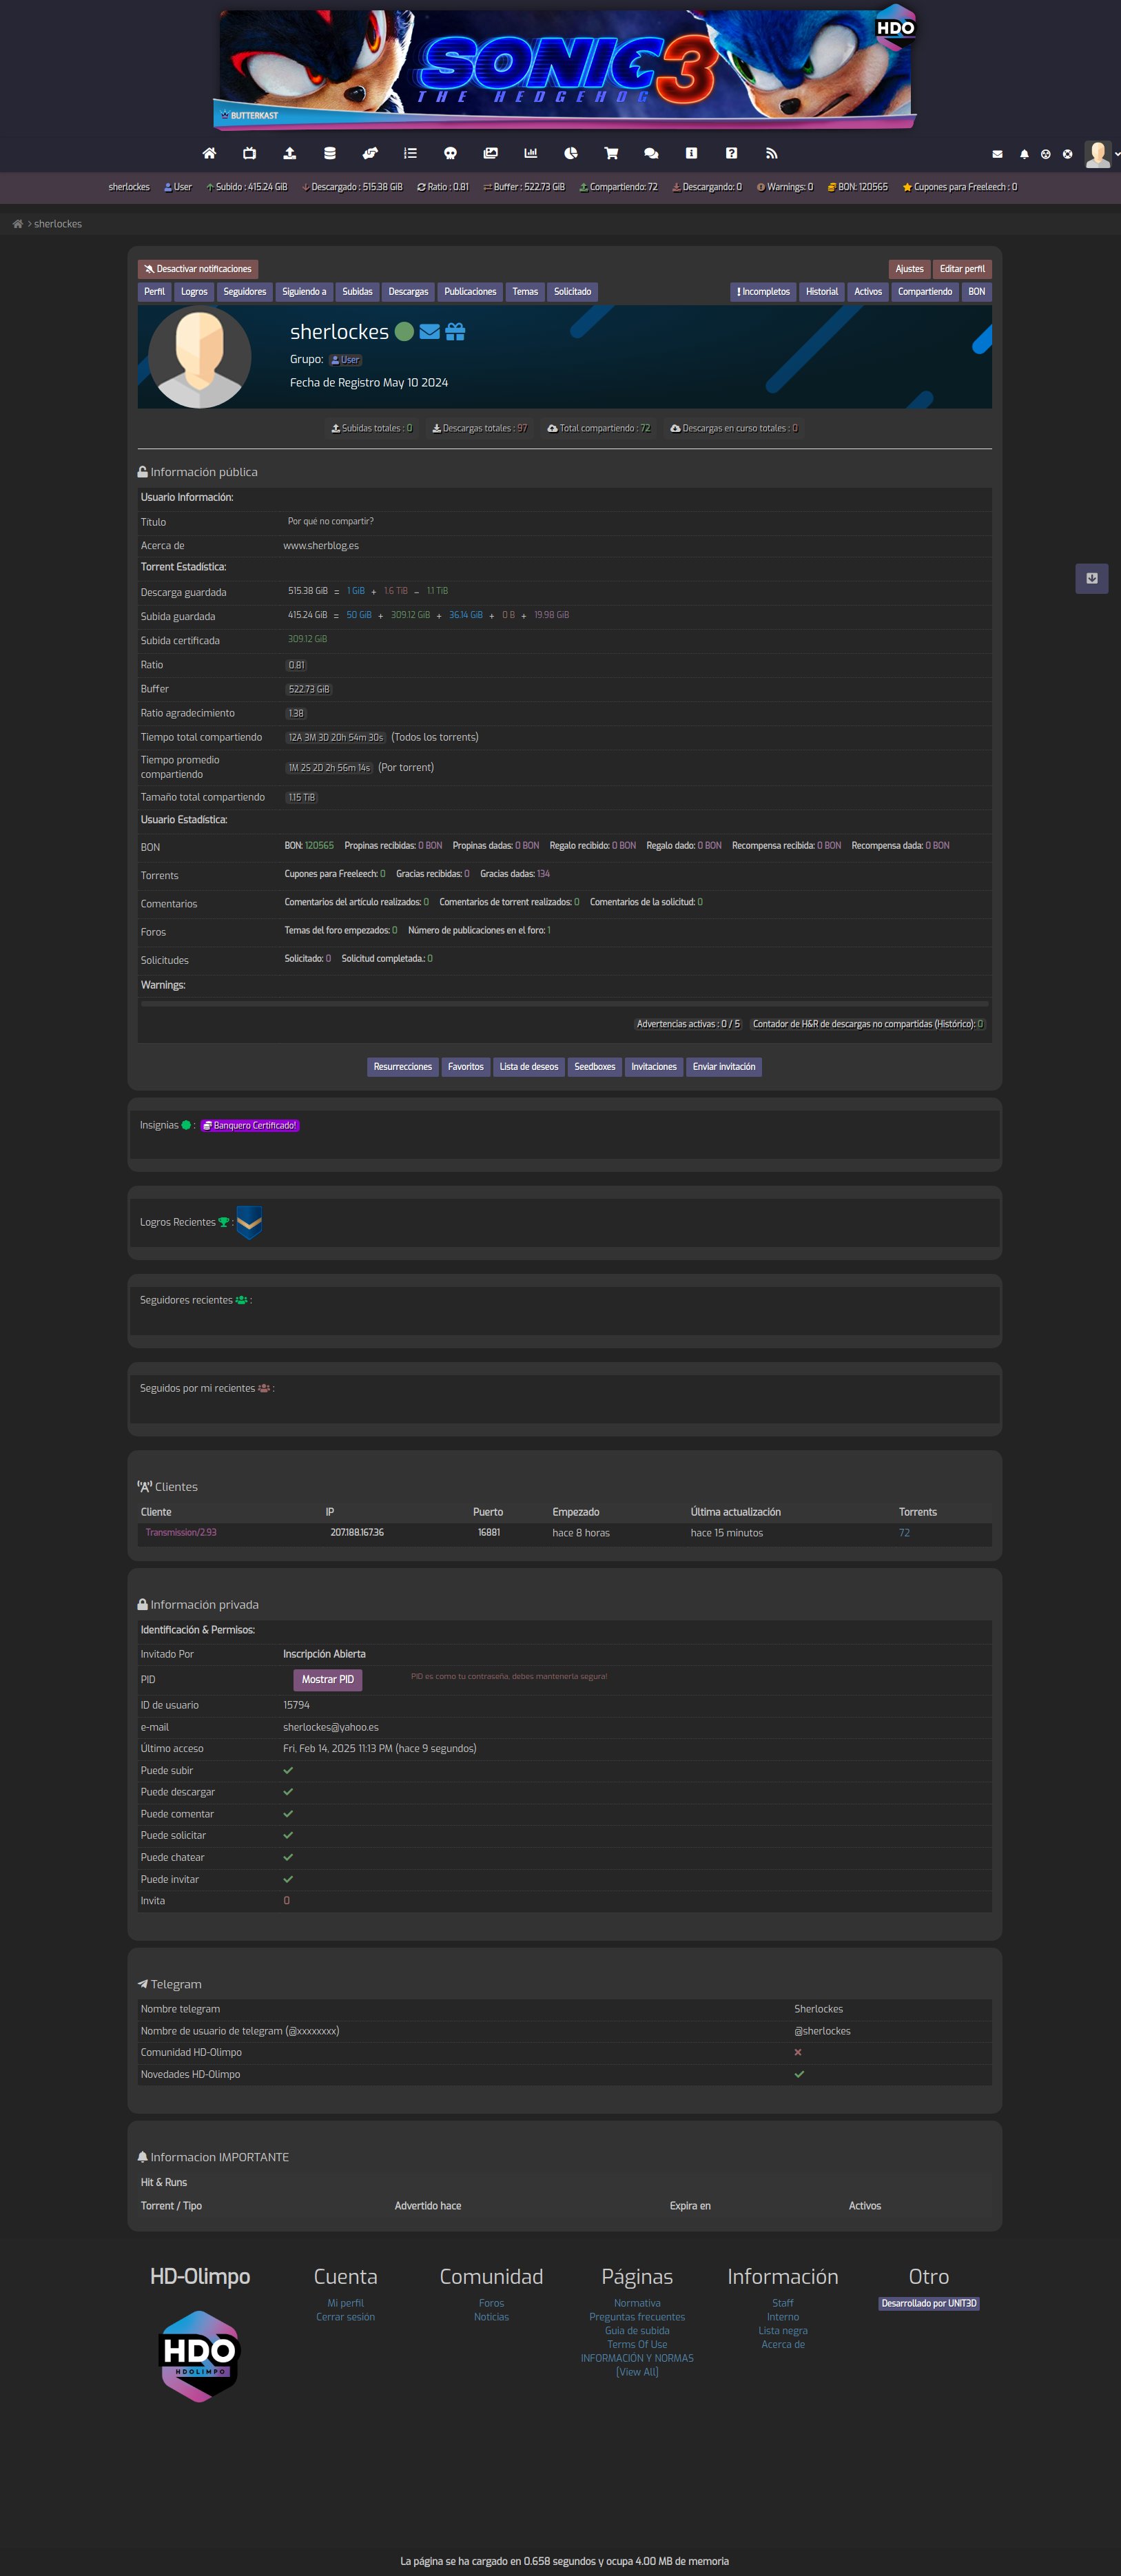 SONIC 3
THE HEDGEHOG
HDO
BUTTERKAST
sherlockes User Subido : 415.24 GiB Descargado : 515.38 GiB Ratio : 0.81 Buffer : 522.73 GiB Compartiendo: 72 Descargando: 0 Warnings: 0 BON: 120565 Cupones para Freeleech : 0
sherlockes
Desactivar notificaciones Ajustes Editar perfil
Perfil Logros Seguidores Siguiendo a Subidas Descargas Publicaciones Temas Solicitado Incompletos Historial Activos Compartiendo BON
sherlockes
Grupo: User
Fecha de Registro May 10 2024
Subidas totales : 0 Descargas totales : 97 Total compartiendo : 72 Descargas en curso totales : 0
Información pública
Usuario Información:
Título Por qué no compartir?
Acerca de www.sherblog.es
Torrent Estadística:
Descarga guardada 515.38 GiB = 1 GiB + 1.6 TiB − 1.1 TiB
Subida guardada 415.24 GiB = 50 GiB + 309.12 GiB + 36.14 GiB + 0 B + 19.98 GiB
Subida certificada 309.12 GiB
Ratio 0.81
Buffer 522.73 GiB
Ratio agradecimiento 1.38
Tiempo total compartiendo 12A 3M 3D 20h 54m 30s (Todos los torrents)
Tiempo promedio
compartiendo 1M 2S 2D 2h 56m 14s (Por torrent)
Tamaño total compartiendo 1.15 TiB
Usuario Estadística:
BON BON: 120565 Propinas recibidas: 0 BON Propinas dadas: 0 BON Regalo recibido: 0 BON Regalo dado: 0 BON Recompensa recibida: 0 BON Recompensa dada: 0 BON
Torrents Cupones para Freeleech: 0 Gracias recibidas: 0 Gracias dadas: 134
Comentarios Comentarios del artículo realizados: 0 Comentarios de torrent realizados: 0 Comentarios de la solicitud: 0
Foros Temas del foro empezados: 0 Número de publicaciones en el foro: 1
Solicitudes Solicitado: 0 Solicitud completada.: 0
Warnings:
Advertencias activas : 0 / 5 Contador de H&R de descargas no compartidas (Histórico): 0
Resurrecciones Favoritos Lista de deseos Seedboxes Invitaciones Enviar invitación
Insignias : Banquero Certificado!
Logros Recientes :
Seguidores recientes :
Seguidos por mi recientes :
Clientes
Cliente IP Puerto Empezado Última actualización Torrents
Transmission/2.93 207.188.167.36 16881 hace 8 horas hace 15 minutos 72
Información privada
Identificación & Permisos:
Invitado Por Inscripción Abierta
PID Mostrar PID PID es como tu contraseña, debes mantenerla segura!
ID de usuario 15794
e-mail sherlockes@yahoo.es
Último acceso Fri, Feb 14, 2025 11:13 PM (hace 9 segundos)
Puede subir
Puede descargar
Puede comentar
Puede solicitar
Puede chatear
Puede invitar
Invita 0
Telegram
Nombre telegram Sherlockes
Nombre de usuario de telegram (@xxxxxxxx) @sherlockes
Comunidad HD-Olimpo
Novedades HD-Olimpo
Informacion IMPORTANTE
Hit & Runs
Torrent / Tipo Advertido hace Expira en Activos
HD-Olimpo Cuenta Comunidad Páginas Información Otro
Mi perfil Foros Normativa Staff Desarrollado por UNIT3D
Cerrar sesión Noticias Preguntas frecuentes Interno
Guia de subida Lista negra
Terms Of Use Acerca de
INFORMACIÓN Y NORMAS
[View All]
HDO
HDOLIMPO
La página se ha cargado en 0.658 segundos y ocupa 4.00 MB de memoria